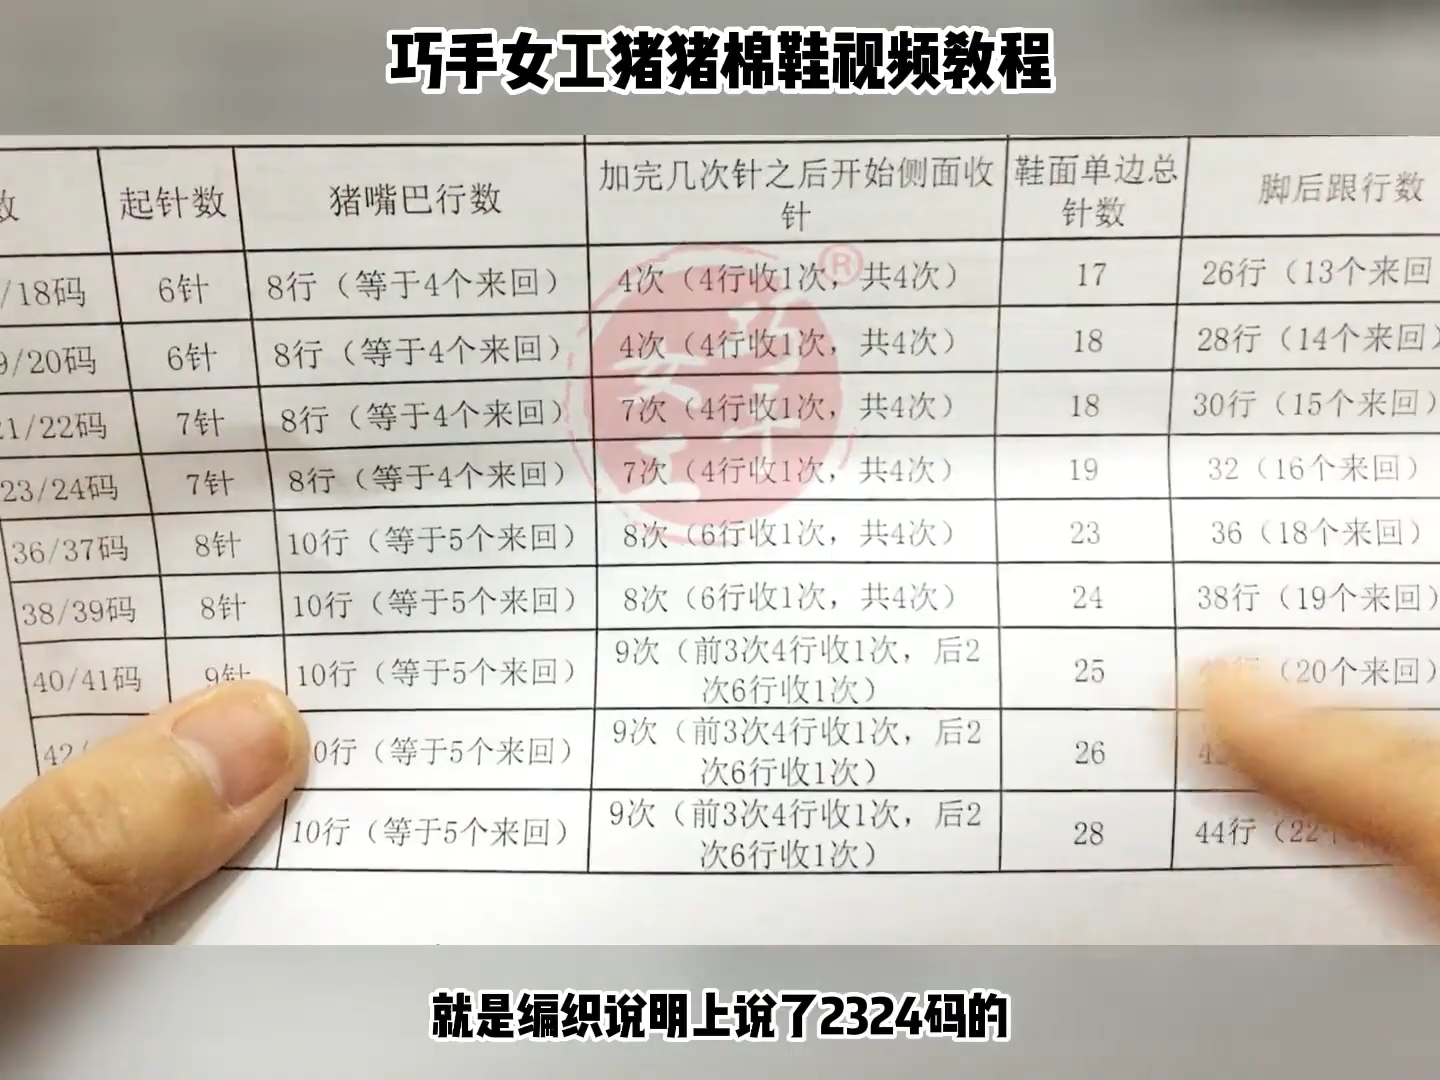 巧手女工猪猪棉鞋视频教程
数 起针数 猪嘴巴行数 加完几次针之后开始侧面收 鞋面单边总 脚后跟行数
针 针数
/18码 6针 8行（等于4个来回） 4次（4行收1次，共4次） 17 26行（13个来回
9/20码 6针 8行（等于4个来回） 4次（4行收1次，共4次） 18 28行（14个来回）
21/22码 7针 8行（等于4个来回） 7次（4行收1次，共4次） 18 30行（15个来回）
23/24码 7针 8行（等于4个来回） 7次（4行收1次，共4次） 19 32（16个来回）
36/37码 8针 10行（等于5个来回） 8次（6行收1次，共4次） 23 36（18个来回）
38/39码 8针 10行（等于5个来回） 8次（6行收1次，共4次） 24 38行（19个来回）
40/41码 9针 10行（等于5个来回） 9次（前3次4行收1次，后2 25 （20个来回）
次6行收1次）
42/ 0行（等于5个来回） 9次（前3次4行收1次，后2 26
次6行收1次）
10行（等于5个来回） 9次（前3次4行收1次，后2 28 44行（22
次6行收1次）
巧手女工®
就是编织说明上说了2324码的